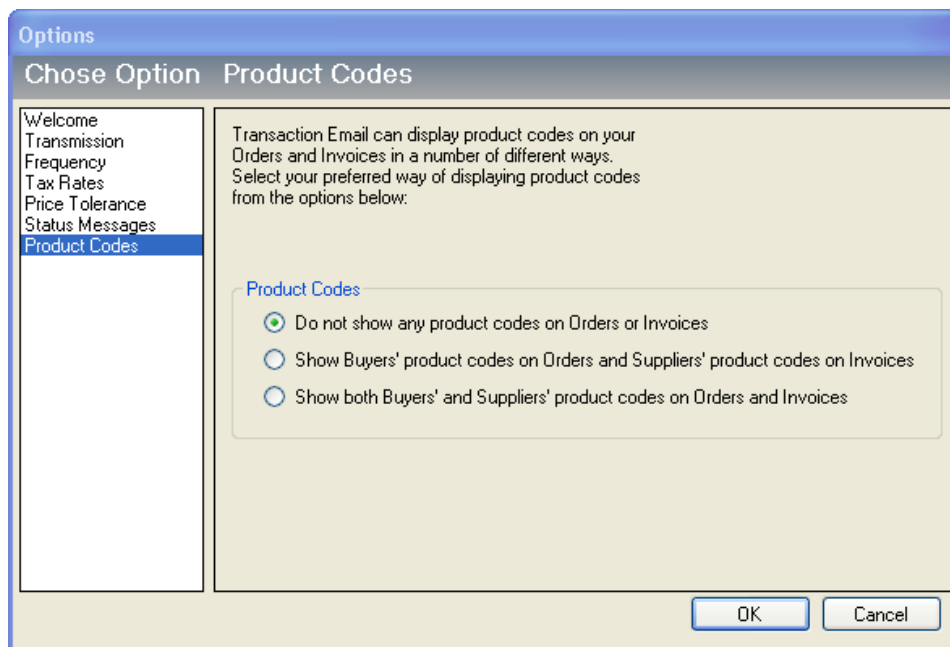 Options
Chose Option Product Codes
Welcome
Transmission
Frequency
Tax Rates
Price Tolerance
Status Messages
Product Codes
Transaction Email can display product codes on your
Orders and Invoices in a number of different ways.
Select your preferred way of displaying product codes
from the options below:
Product Codes
Do not show any product codes on Orders or Invoices
Show Buyers' product codes on Orders and Suppliers' product codes on Invoices
Show both Buyers' and Suppliers' product codes on Orders and Invoices
OK Cancel